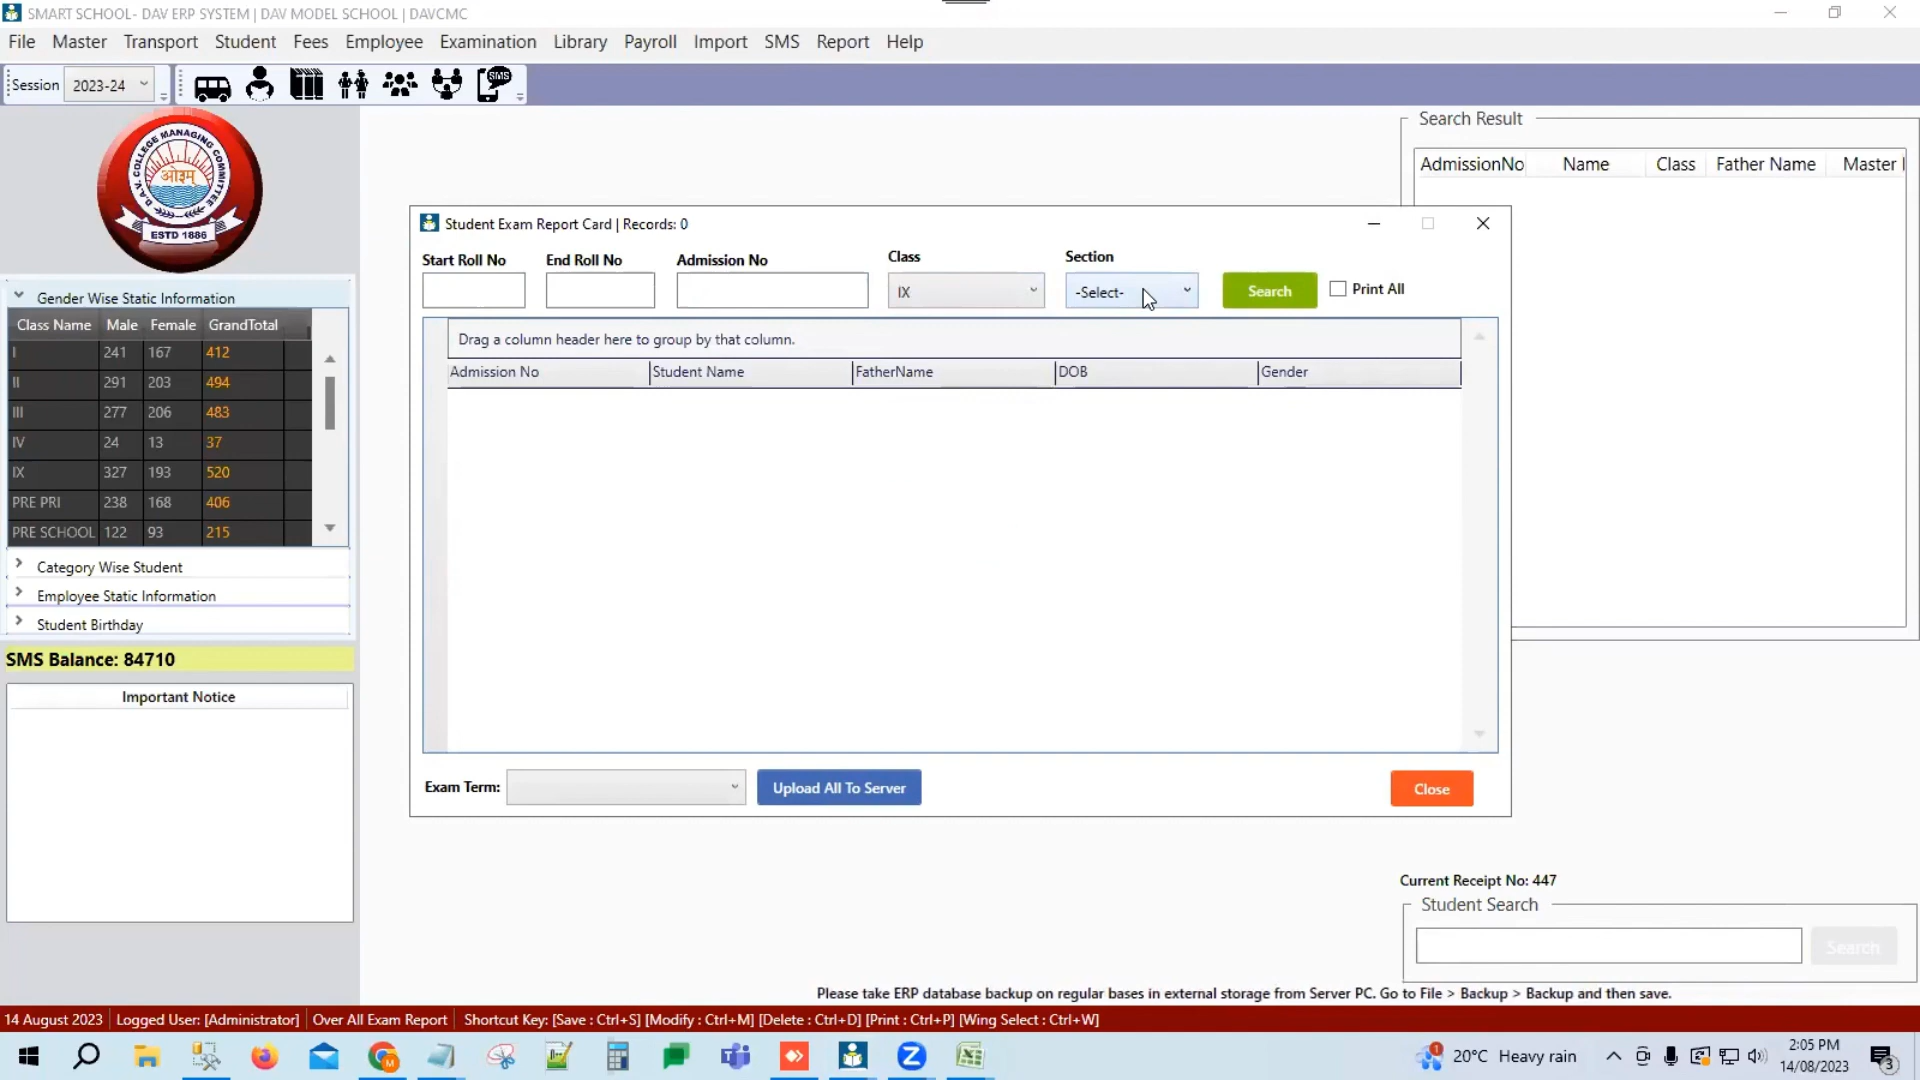 SMART SCHOOL- DAV ERP SYSTEM | DAV MODEL SCHOOL | DAVCMC
File Master Transport Student Fees Employee Examination Library Payroll Import SMS Report Help
Session 2023-24 SMS
D.A.V. COLLEGE MANAGING COMMITTEE
ओ३म्
ESTD 1886
Gender Wise Static Information
Class Name Male Female GrandTotal
I 241 167 412
II 291 203 494
III 277 206 483
IV 24 13 37
IX 327 193 520
PRE PRI 238 168 406
PRE SCHOOL 122 93 215
Category Wise Student
Employee Static Information
Student Birthday
SMS Balance: 84710
Important Notice
Search Result
AdmissionNo Name Class Father Name Master
Student Exam Report Card | Records: 0
Start Roll No End Roll No Admission No Class Section
IX -Select- Search Print All
Drag a column header here to group by that column.
Admission No Student Name FatherName DOB Gender
Exam Term: Upload All To Server Close
Current Receipt No: 447
Student Search
Search
Please take ERP database backup on regular bases in external storage from Server PC. Go to File > Backup > Backup and then save.
14 August 2023 Logged User: [Administrator] Over All Exam Report Shortcut Key: [Save : Ctrl+S] [Modify : Ctrl+M] [Delete : Ctrl+D] [Print : Ctrl+P] [Wing Select : Ctrl+W]
20°C Heavy rain
2:05 PM
14/08/2023
3